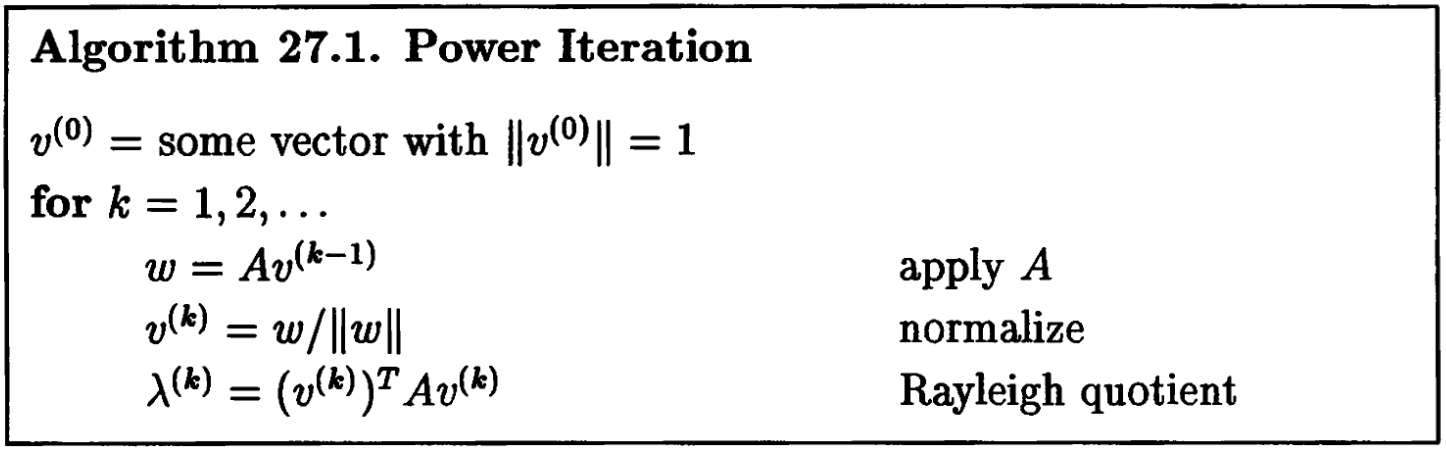 Algorithm 27.1. Power Iteration
v⁽⁰⁾ = some vector with ‖v⁽⁰⁾‖ = 1
for k = 1, 2, . . .
w = Av⁽ᵏ⁻¹⁾ apply A
v⁽ᵏ⁾ = w/‖w‖ normalize
λ⁽ᵏ⁾ = (v⁽ᵏ⁾)ᵀAv⁽ᵏ⁾ Rayleigh quotient